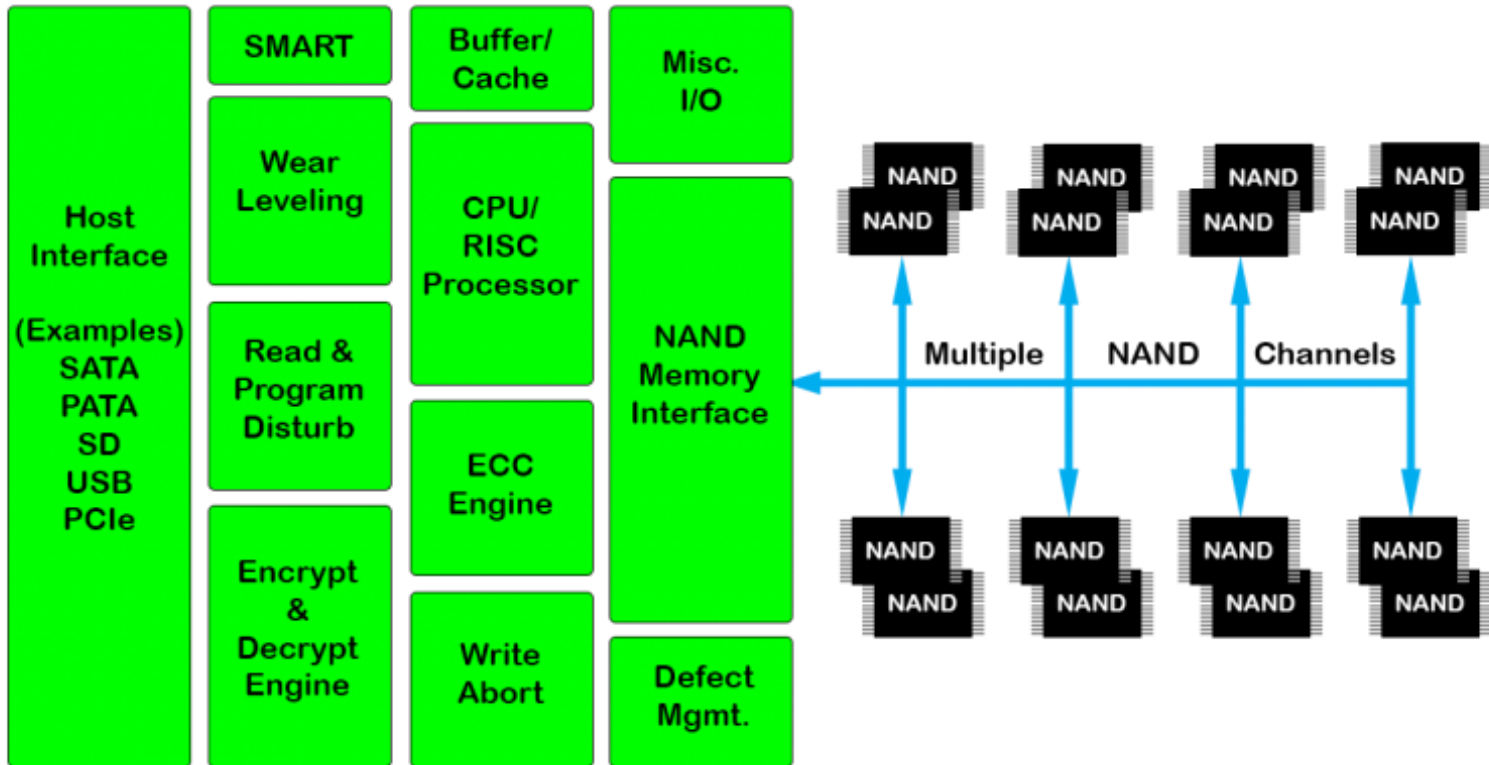 Host
Interface
(Examples)
SATA
PATA
SD
USB
PCIe
SMART
Wear
Leveling
Read &
Program
Disturb
Encrypt
&
Decrypt
Engine
Buffer/
Cache
CPU/
RISC
Processor
ECC
Engine
Write
Abort
Misc.
I/O
NAND
Memory
Interface
Defect
Mgmt.
NAND
NAND
NAND
NAND
NAND
NAND
NAND
NAND
Multiple NAND Channels
NAND
NAND
NAND
NAND
NAND
NAND
NAND
NAND